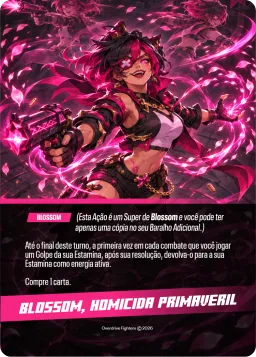 BLOSSOM (Esta Ação é um Super de Blossom e você pode ter
apenas uma cópia no seu Baralho Adicional.)
Até o final deste turno, a primeira vez em cada combate que você jogar
um Golpe da sua Estamina, após sua resolução, devolva-o para a sua
Estamina como energia ativa.
Compre 1 carta.
BLOSSOM, HOMICIDA PRIMAVERIL
Overdrive Fighters © 2026